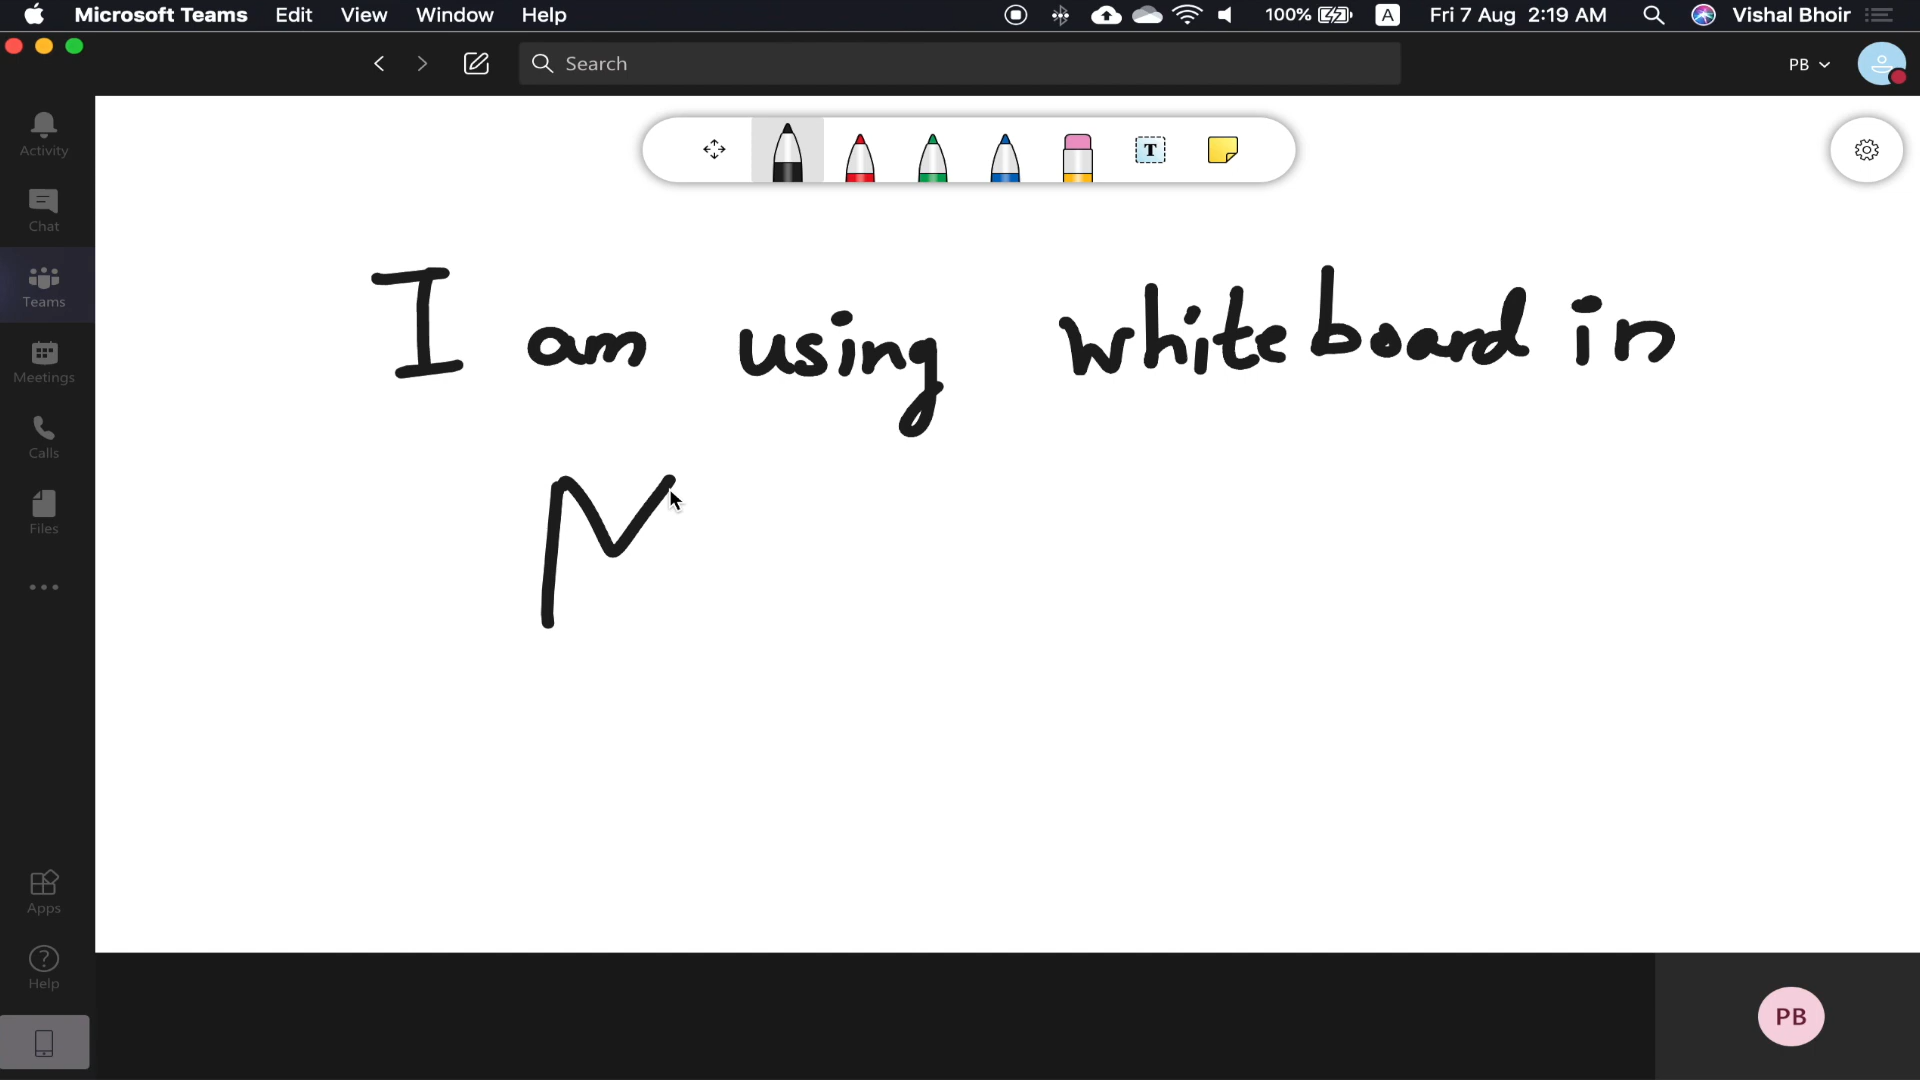 Microsoft Teams Edit View Window Help 100% A Fri 7 Aug 2:19 AM Vishal Bhoir
Search PB
Activity
Chat
Teams
Meetings
Calls
Files
Apps
Help
T
I am using whiteboard in
PB